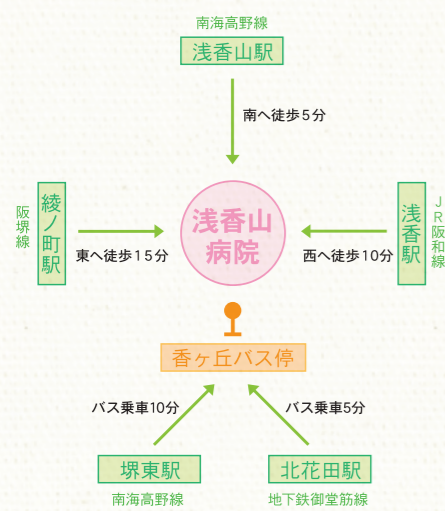 南海高野線
浅香山駅
南へ徒歩5分
阪堺線
綾ノ町駅
東へ徒歩15分
浅香山
病院
西へ徒歩10分
浅香駅
JR阪和線
香ヶ丘バス停
バス乗車10分
バス乗車5分
堺東駅
南海高野線
北花田駅
地下鉄御堂筋線